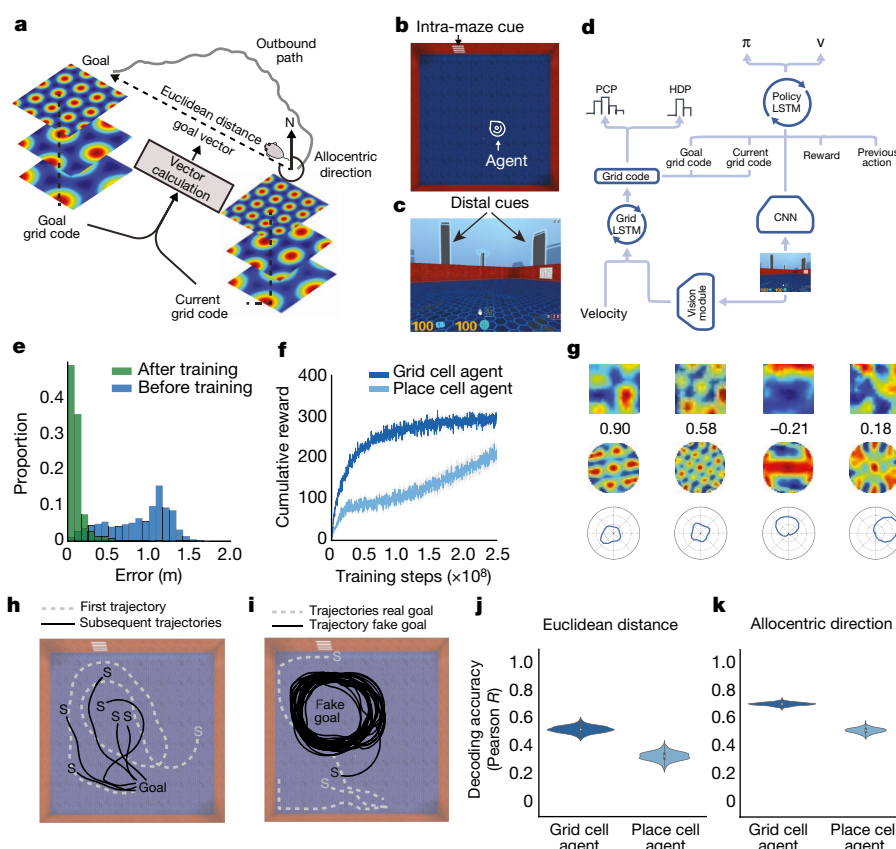 a
Goal
Outbound
path
Euclidean distance
goal vector
N
Allocentric
direction
Vector
calculation
Goal
grid code
Current
grid code
b
Intra-maze cue
Agent
c
Distal cues
100
100
d
π
v
PCP
HDP
Policy
LSTM
Goal
grid code
Current
grid code
Reward
Previous
action
Grid code
Grid
LSTM
CNN
Velocity
Vision
module
e
After training
Before training
Proportion
0.5
0.4
0.3
0.2
0.1
0
0
0.5
1.0
1.5
2.0
Error (m)
f
Grid cell agent
Place cell agent
Cumulative reward
400
300
200
100
0
0
0.5
1.0
1.5
2.0
2.5
Training steps (×10⁸)
g
0.90
0.58
−0.21
0.18
h
First trajectory
Subsequent trajectories
S
S
S
S S
S
S
Goal
i
Trajectories real goal
Trajectory fake goal
S
Fake
goal
S
S
j
Euclidean distance
Decoding accuracy
(Pearson R)
1.0
0.8
0.6
0.4
0.2
0
Grid cell
agent
Place cell
agent
k
Allocentric direction
1.0
0.8
0.6
0.4
0.2
0
Grid cell
agent
Place cell
agent